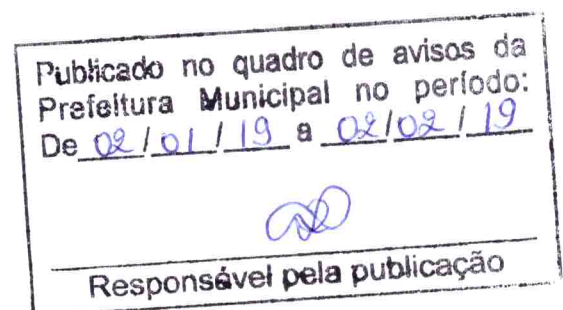 Publicado no quadro de avisos da
Prefeitura Municipal no período:
De 02/01/19 a 02/02/19
Responsável pela publicação